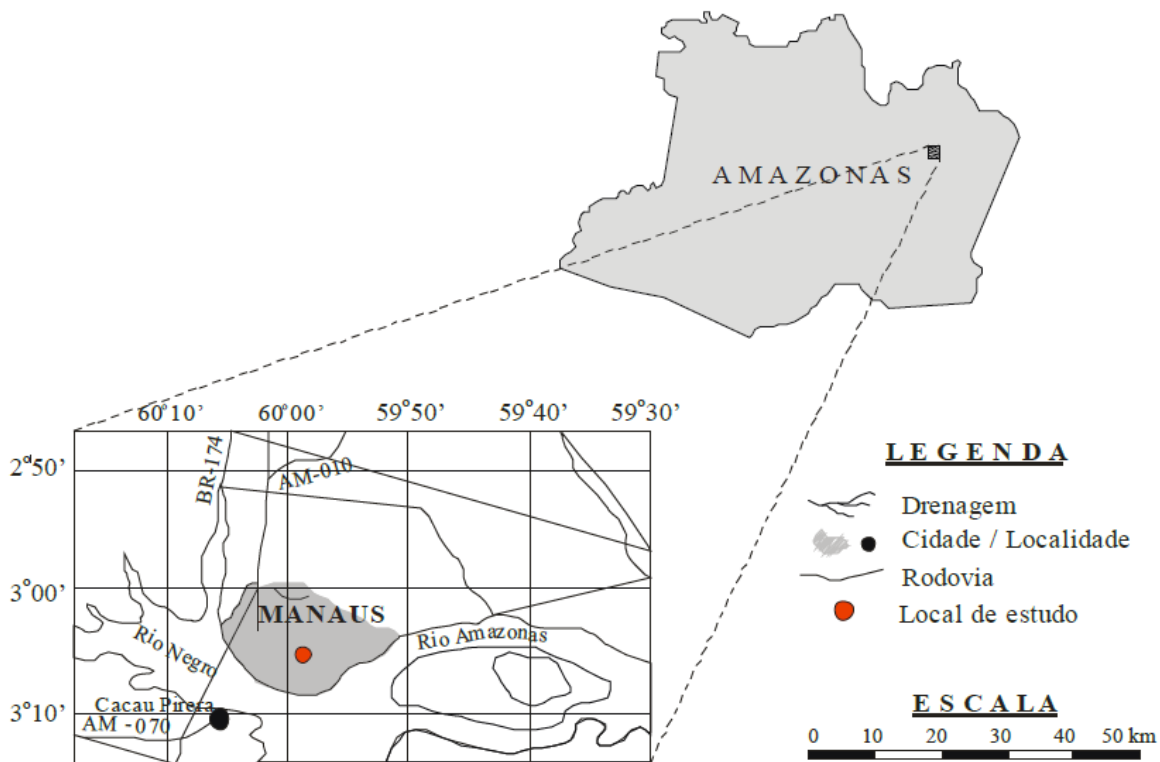 AMAZONAS
60°10’ 60°00’ 59°50’ 59°40’ 59°30’
2°50’
3°00’
3°10’
BR-174
AM-010
MANAUS
Rio Negro
Rio Amazonas
Cacau Pirera
AM -070
LEGENDA
Drenagem
Cidade / Localidade
Rodovia
Local de estudo
ESCALA
0 10 20 30 40 50 km